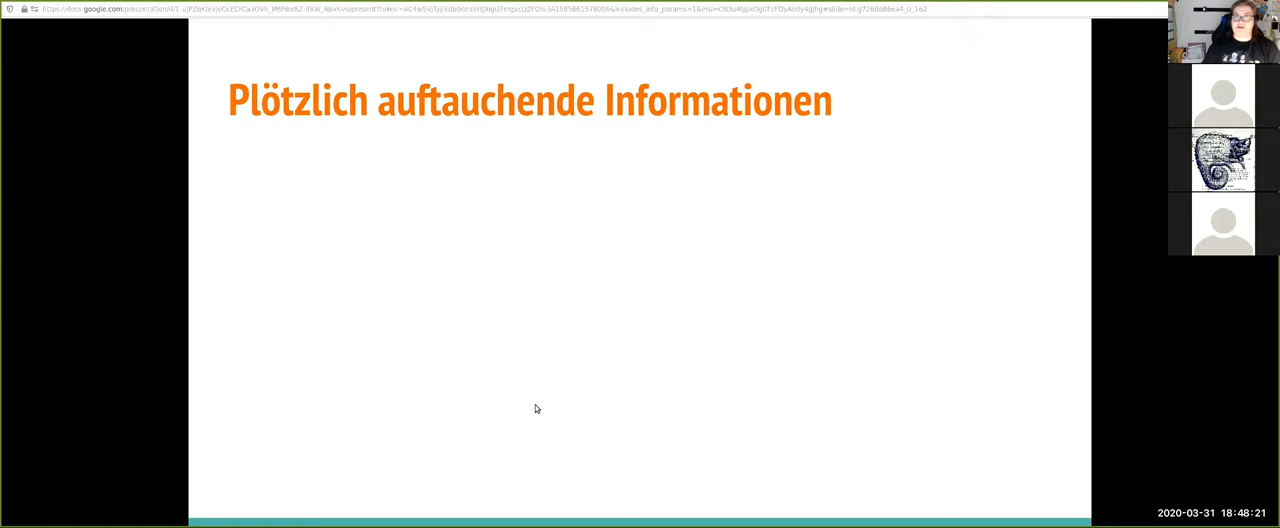 Plötzlich auftauchende Informationen
2020-03-31 18:48:21